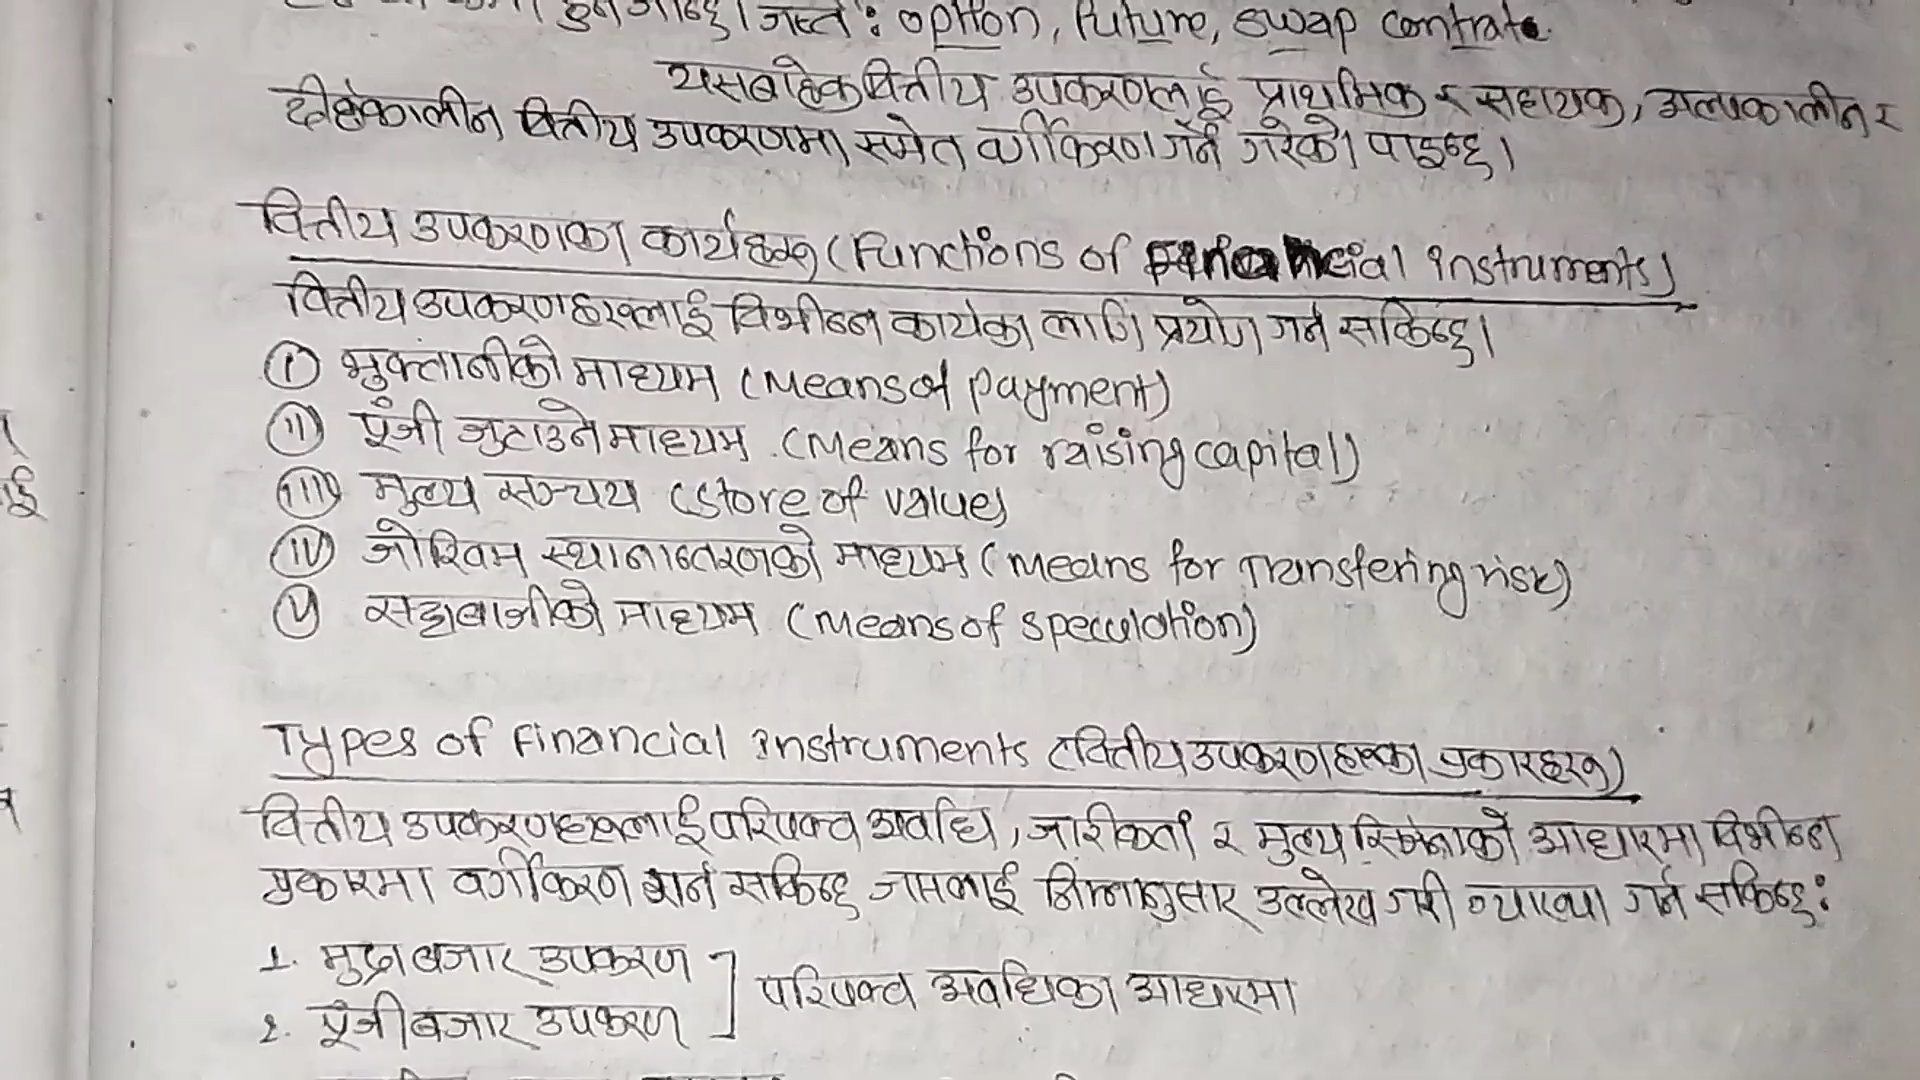 हुन जान्छ। जस्तै: option, future, swap contrate.
यसबाहेक वित्तीय उपकरणलाई प्राथमिक र सहायक, अल्पकालीन र
दीर्घकालीन वित्तीय उपकरणमा समेत वर्गिकरण गर्ने गरेको पाइन्छ।
वित्तीय उपकरणका कार्यहरू (Functions of Financial Instruments)
वित्तीय उपकरणहरूलाई विभीन्न कार्यका लागि प्रयोग गर्न सकिन्छ।
(i) भुक्तानीको माध्यम (Means of payment)
(ii) पूंजी जुटाउने माध्यम (Means for raising capital)
(iii) मुल्य सञ्चय (Store of value)
(iv) जोखिम स्थानान्तरणको माध्यम (Means for Transfering risk)
(v) सट्टाबाजीको माध्यम (Means of speculation)
Types of Financial Instruments (वित्तीय उपकरणहरूका प्रकारहरू)
वित्तीय उपकरणहरूलाई परिपक्व अवधि, जारीकर्ता र मुल्य स्थिरताको आधारमा विभीन्न
प्रकारमा वर्गिकरण गर्न सकिन्छ जसलाई निम्नानुसार उल्लेख गरी व्याख्या गर्न सकिन्छ:
1. मुद्रा बजार उपकरण
2. पूंजी बजार उपकरण
परिपक्व अवधिका आधारमा